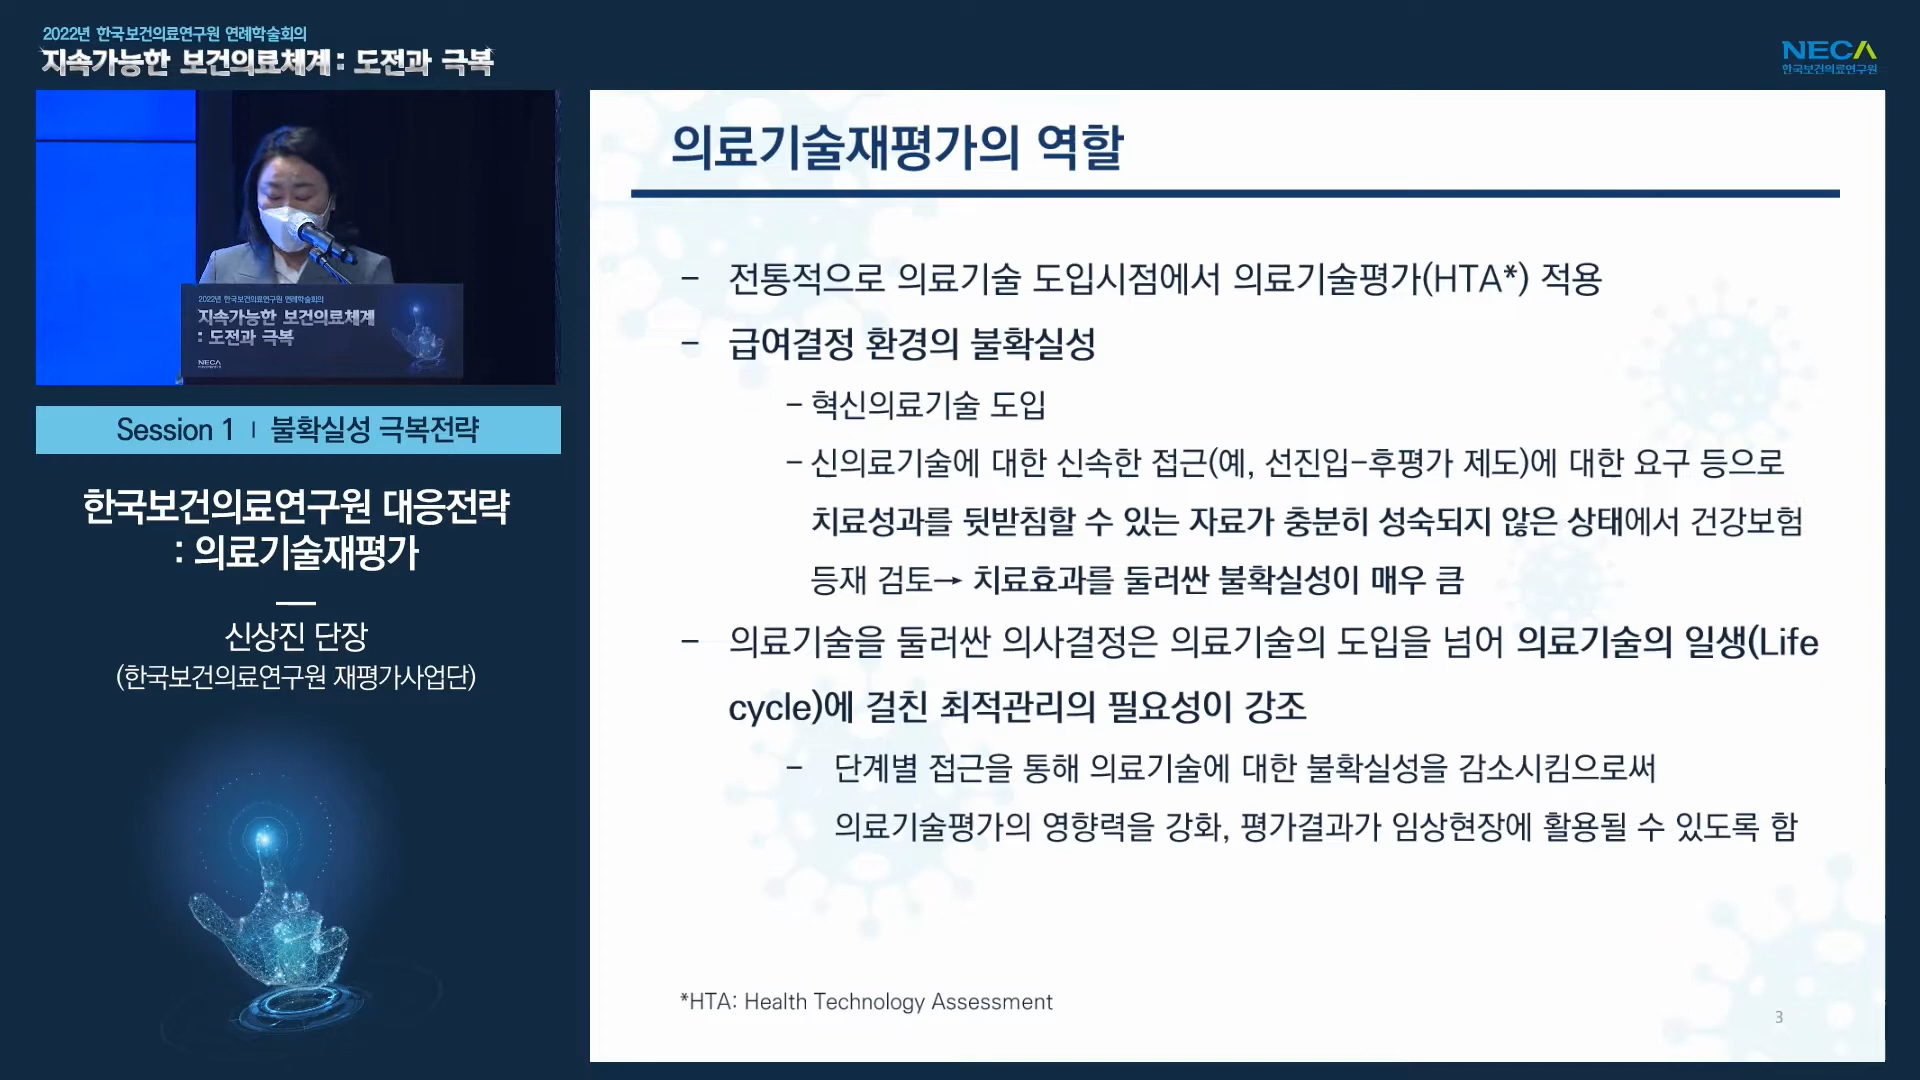 2022년 한국보건의료연구원 연례학술회의
지속가능한 보건의료체계 : 도전과 극복
NECA
한국보건의료연구원
2022년 한국보건의료연구원 연례학술회의
지속가능한 보건의료체계
: 도전과 극복
NECA
Session 1 | 불확실성 극복전략
한국보건의료연구원 대응전략
: 의료기술재평가
신상진 단장
(한국보건의료연구원 재평가사업단)
의료기술재평가의 역할
- 전통적으로 의료기술 도입시점에서 의료기술평가(HTA*) 적용
- 급여결정 환경의 불확실성
- 혁신의료기술 도입
- 신의료기술에 대한 신속한 접근(예, 선진입-후평가 제도)에 대한 요구 등으로
치료성과를 뒷받침할 수 있는 자료가 충분히 성숙되지 않은 상태에서 건강보험
등재 검토→ 치료효과를 둘러싼 불확실성이 매우 큼
- 의료기술을 둘러싼 의사결정은 의료기술의 도입을 넘어 의료기술의 일생(Life
cycle)에 걸친 최적관리의 필요성이 강조
- 단계별 접근을 통해 의료기술에 대한 불확실성을 감소시킴으로써
의료기술평가의 영향력을 강화, 평가결과가 임상현장에 활용될 수 있도록 함
*HTA: Health Technology Assessment
3